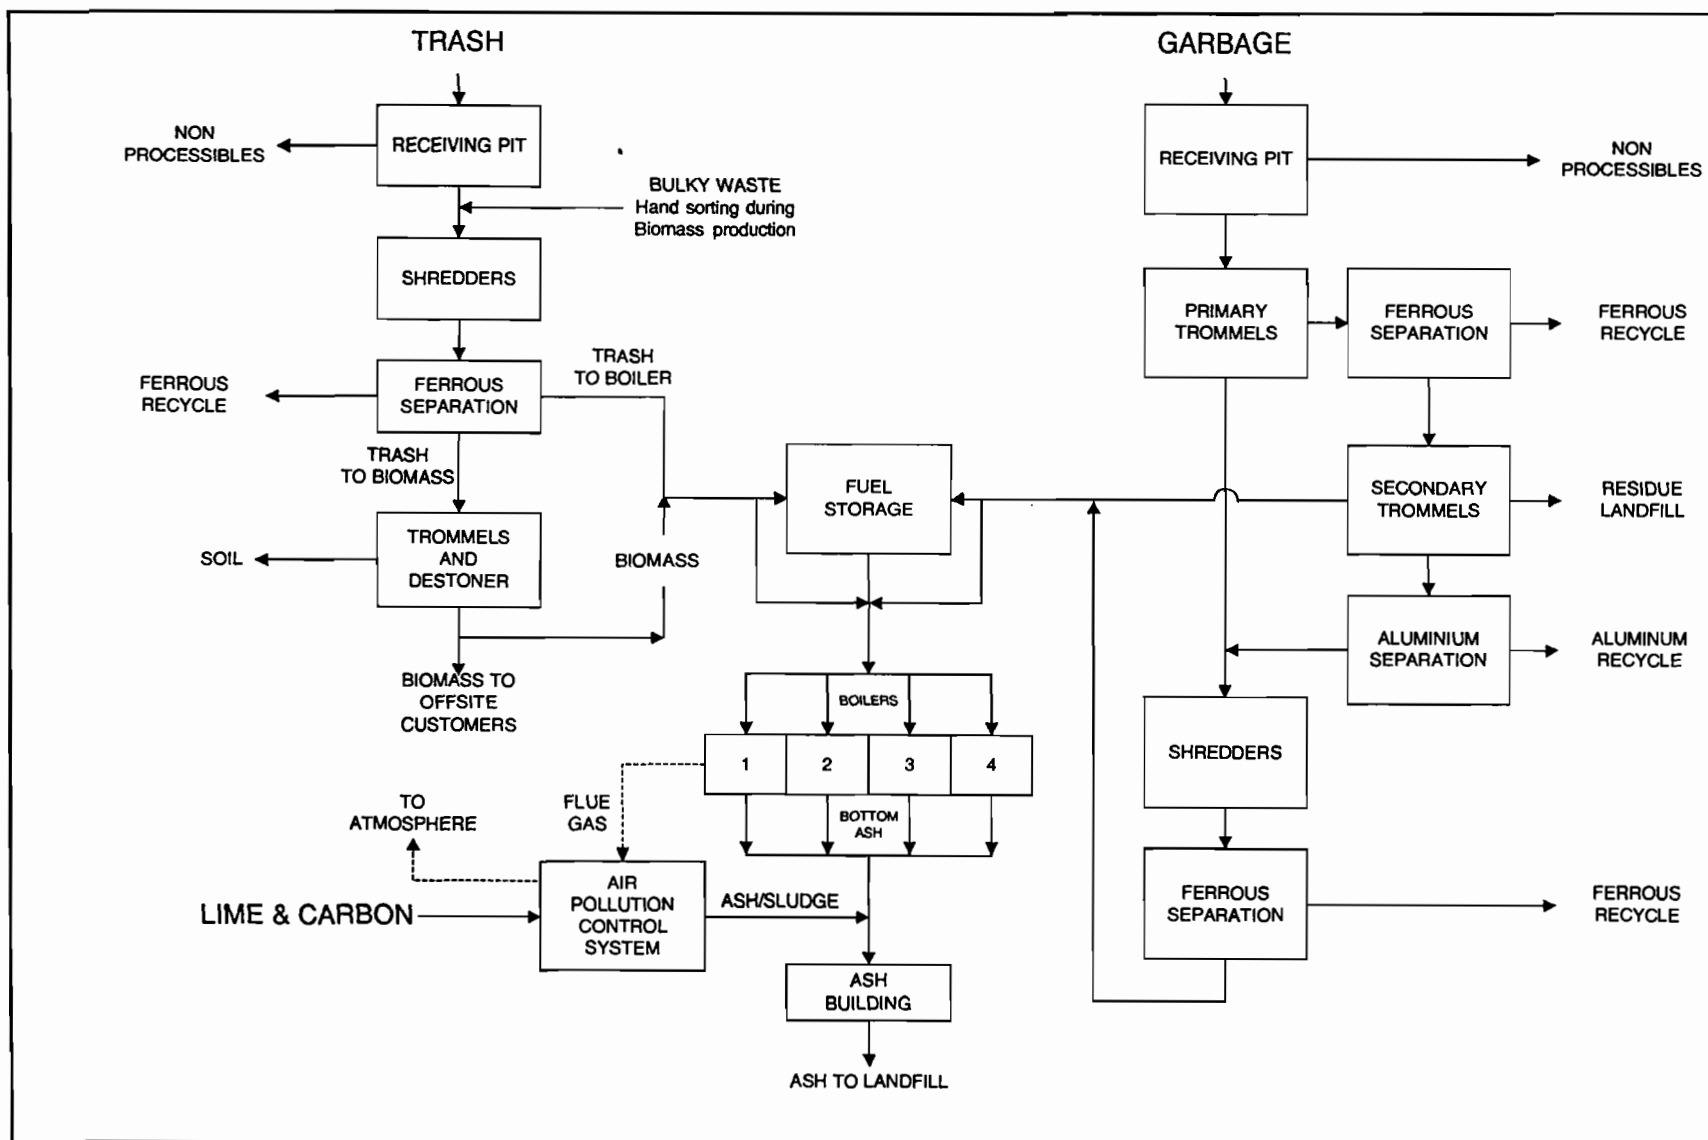 TRASH
GARBAGE
NON
PROCESSIBLES
RECEIVING PIT
RECEIVING PIT
NON
PROCESSIBLES
BULKY WASTE
Hand sorting during
Biomass production
SHREDDERS
PRIMARY
TROMMELS
FERROUS
SEPARATION
FERROUS
RECYCLE
TRASH
TO BOILER
FERROUS
RECYCLE
FERROUS
SEPARATION
TRASH
TO BIOMASS
FUEL
STORAGE
SECONDARY
TROMMELS
RESIDUE
LANDFILL
SOIL
TROMMELS
AND
DESTONER
BIOMASS
ALUMINIUM
SEPARATION
ALUMINUM
RECYCLE
BIOMASS TO
OFFSITE
CUSTOMERS
BOILERS
1
2
3
4
SHREDDERS
TO
ATMOSPHERE
FLUE
GAS
BOTTOM
ASH
LIME & CARBON
AIR
POLLUTION
CONTROL
SYSTEM
ASH/SLUDGE
FERROUS
SEPARATION
FERROUS
RECYCLE
ASH
BUILDING
ASH TO LANDFILL